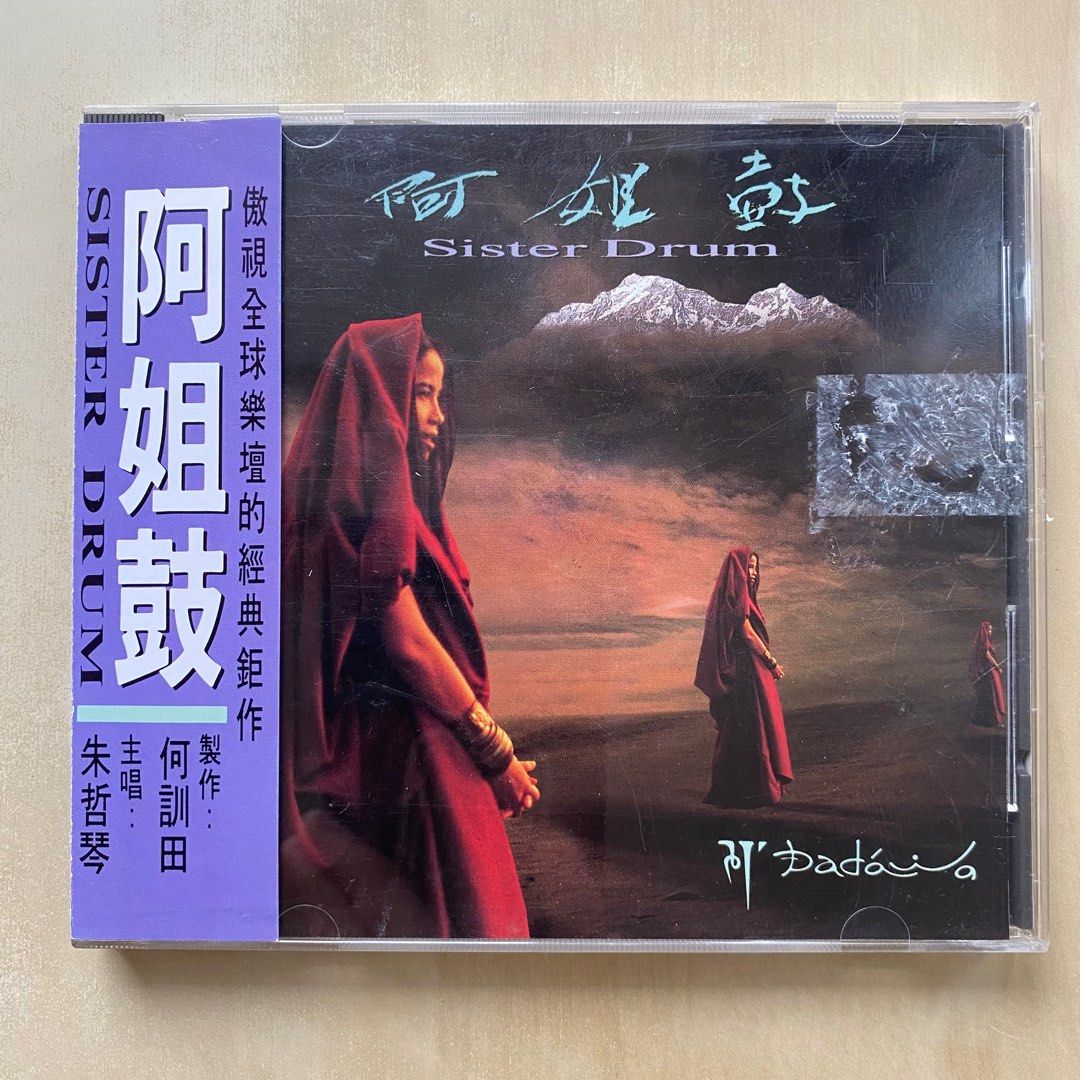 SISTER DRUM
阿姐鼓
傲視全球樂壇的經典鉅作
製作：
何訓田
主唱：
朱哲琴
阿姐鼓
Sister Drum
Dadáwa